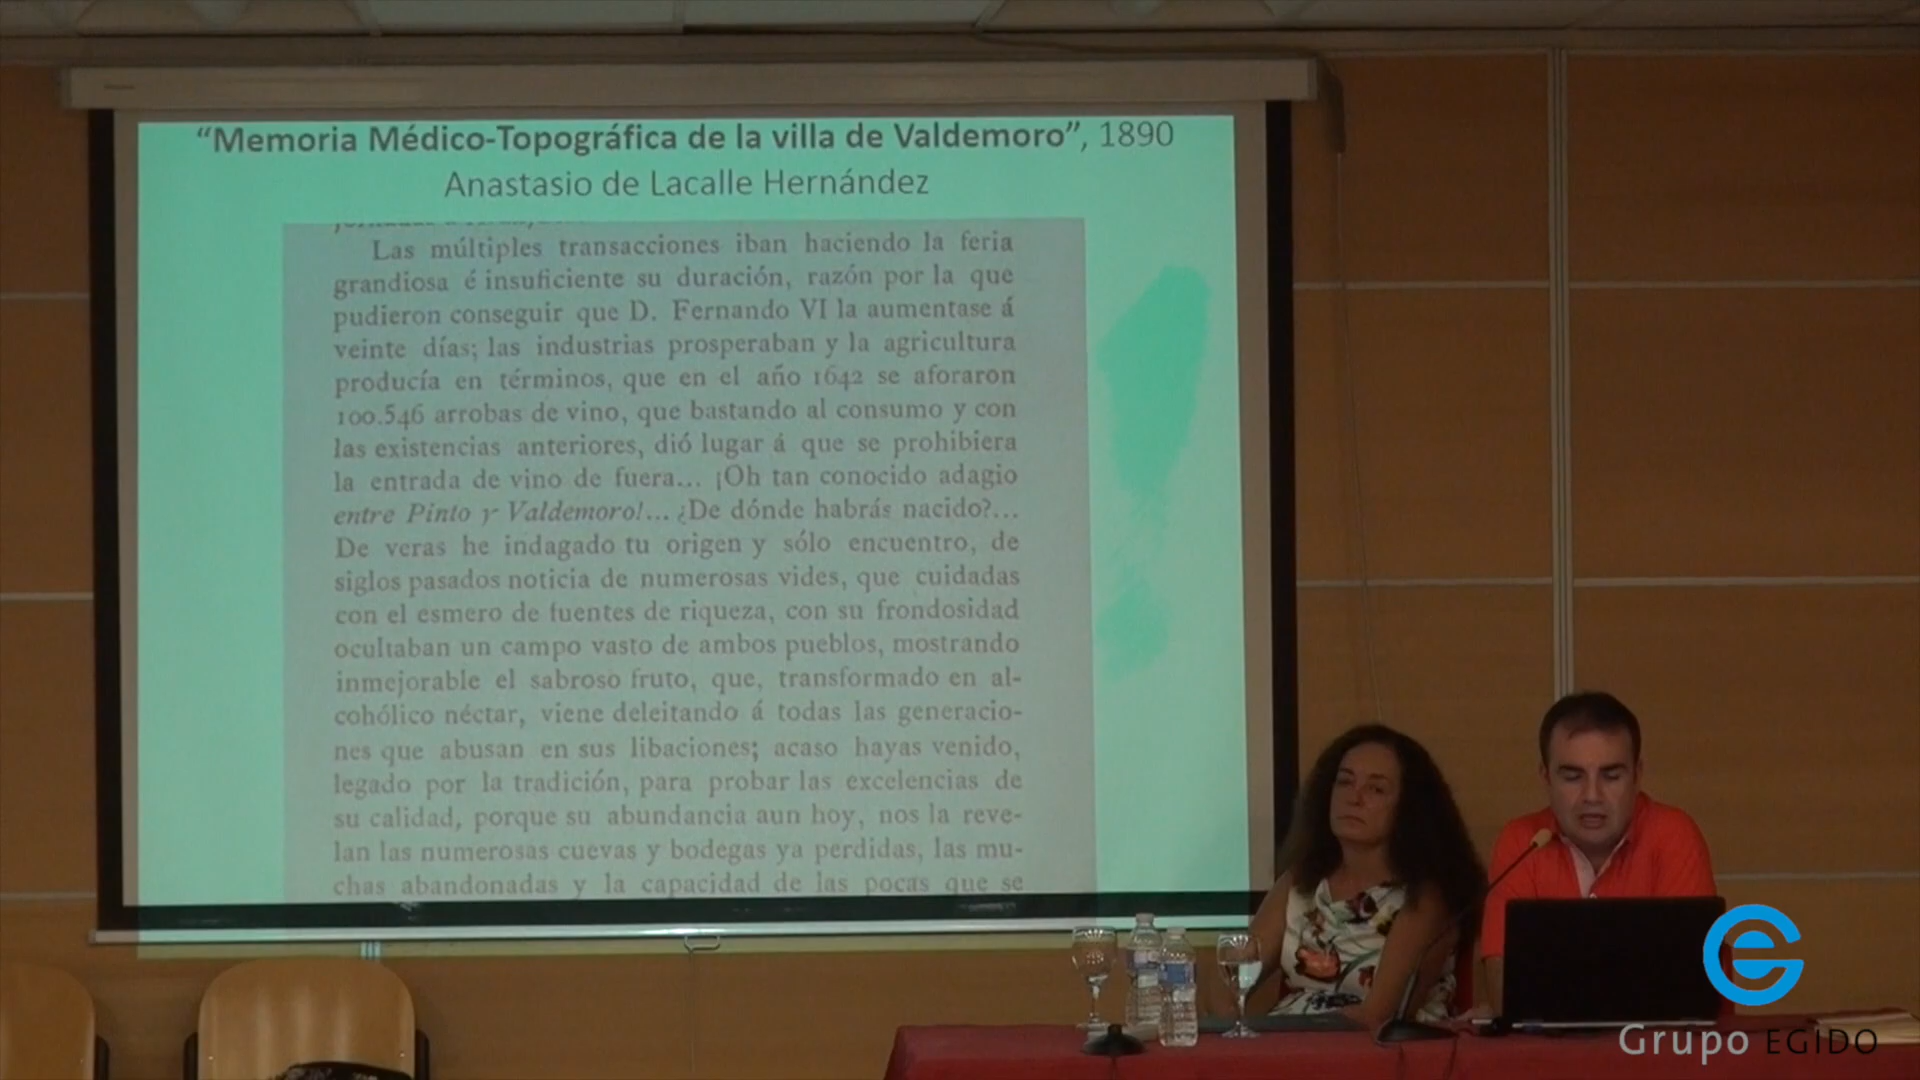 “Memoria Médico-Topográfica de la villa de Valdemoro”, 1890
Anastasio de Lacalle Hernández
Las múltiples transacciones iban haciendo la feria
grandiosa é insuficiente su duración, razón por la que
pudieron conseguir que D. Fernando VI la aumentase á
veinte días; las industrias prosperaban y la agricultura
producía en términos, que en el año 1642 se aforaron
100.546 arrobas de vino, que bastando al consumo y con
las existencias anteriores, dió lugar á que se prohibiera
la entrada de vino de fuera... ¡Oh tan conocido adagio
entre Pinto y Valdemoro!... ¿De dónde habrás nacido?...
De veras he indagado tu origen y sólo encuentro, de
siglos pasados noticia de numerosas vides, que cuidadas
con el esmero de fuentes de riqueza, con su frondosidad
ocultaban un campo vasto de ambos pueblos, mostrando
inmejorable el sabroso fruto, que, transformado en al-
cohólico néctar, viene deleitando á todas las generacio-
nes que abusan en sus libaciones; acaso hayas venido,
legado por la tradición, para probar las excelencias de
su calidad, porque su abundancia aun hoy, nos la reve-
lan las numerosas cuevas y bodegas ya perdidas, las mu-
chas abandonadas y la capacidad de las pocas que se
Grupo EGIDO